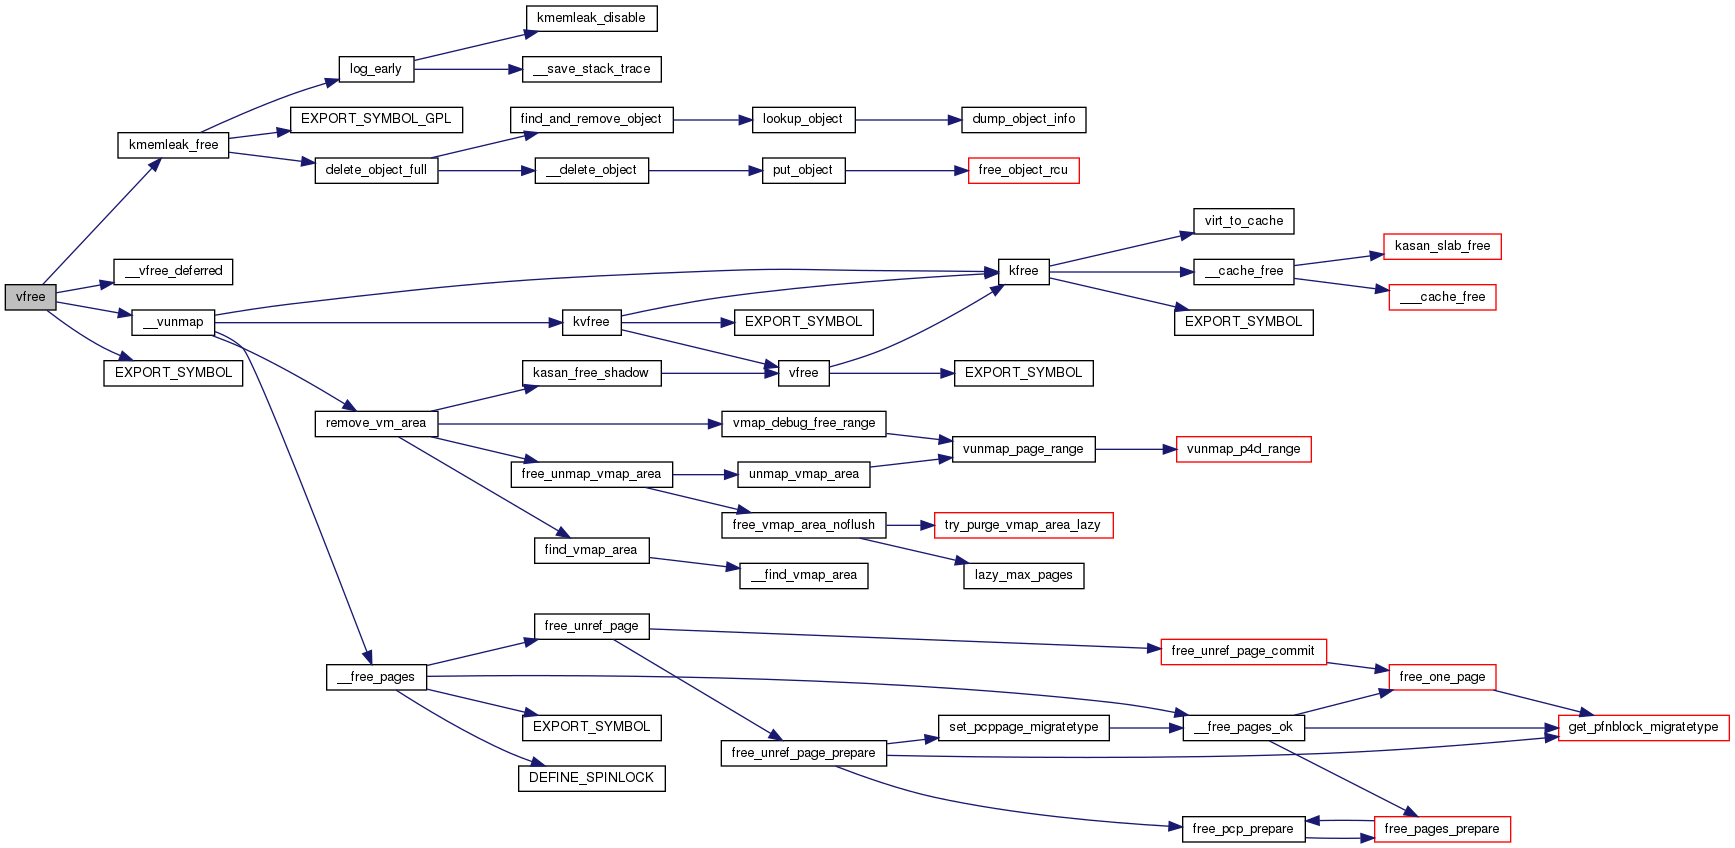 kmemleak_disable
log_early
__save_stack_trace
EXPORT_SYMBOL_GPL
find_and_remove_object
lookup_object
dump_object_info
kmemleak_free
delete_object_full
__delete_object
put_object
free_object_rcu
virt_to_cache
kasan_slab_free
__vfree_deferred
kfree
__cache_free
vfree
___cache_free
__vunmap
kvfree
EXPORT_SYMBOL
EXPORT_SYMBOL
EXPORT_SYMBOL
kasan_free_shadow
vfree
EXPORT_SYMBOL
remove_vm_area
vmap_debug_free_range
vunmap_page_range
vunmap_p4d_range
free_unmap_vmap_area
unmap_vmap_area
free_vmap_area_noflush
try_purge_vmap_area_lazy
find_vmap_area
__find_vmap_area
lazy_max_pages
free_unref_page
free_unref_page_commit
__free_pages
free_one_page
EXPORT_SYMBOL
set_pcppage_migratetype
__free_pages_ok
get_pfnblock_migratetype
free_unref_page_prepare
DEFINE_SPINLOCK
free_pcp_prepare
free_pages_prepare